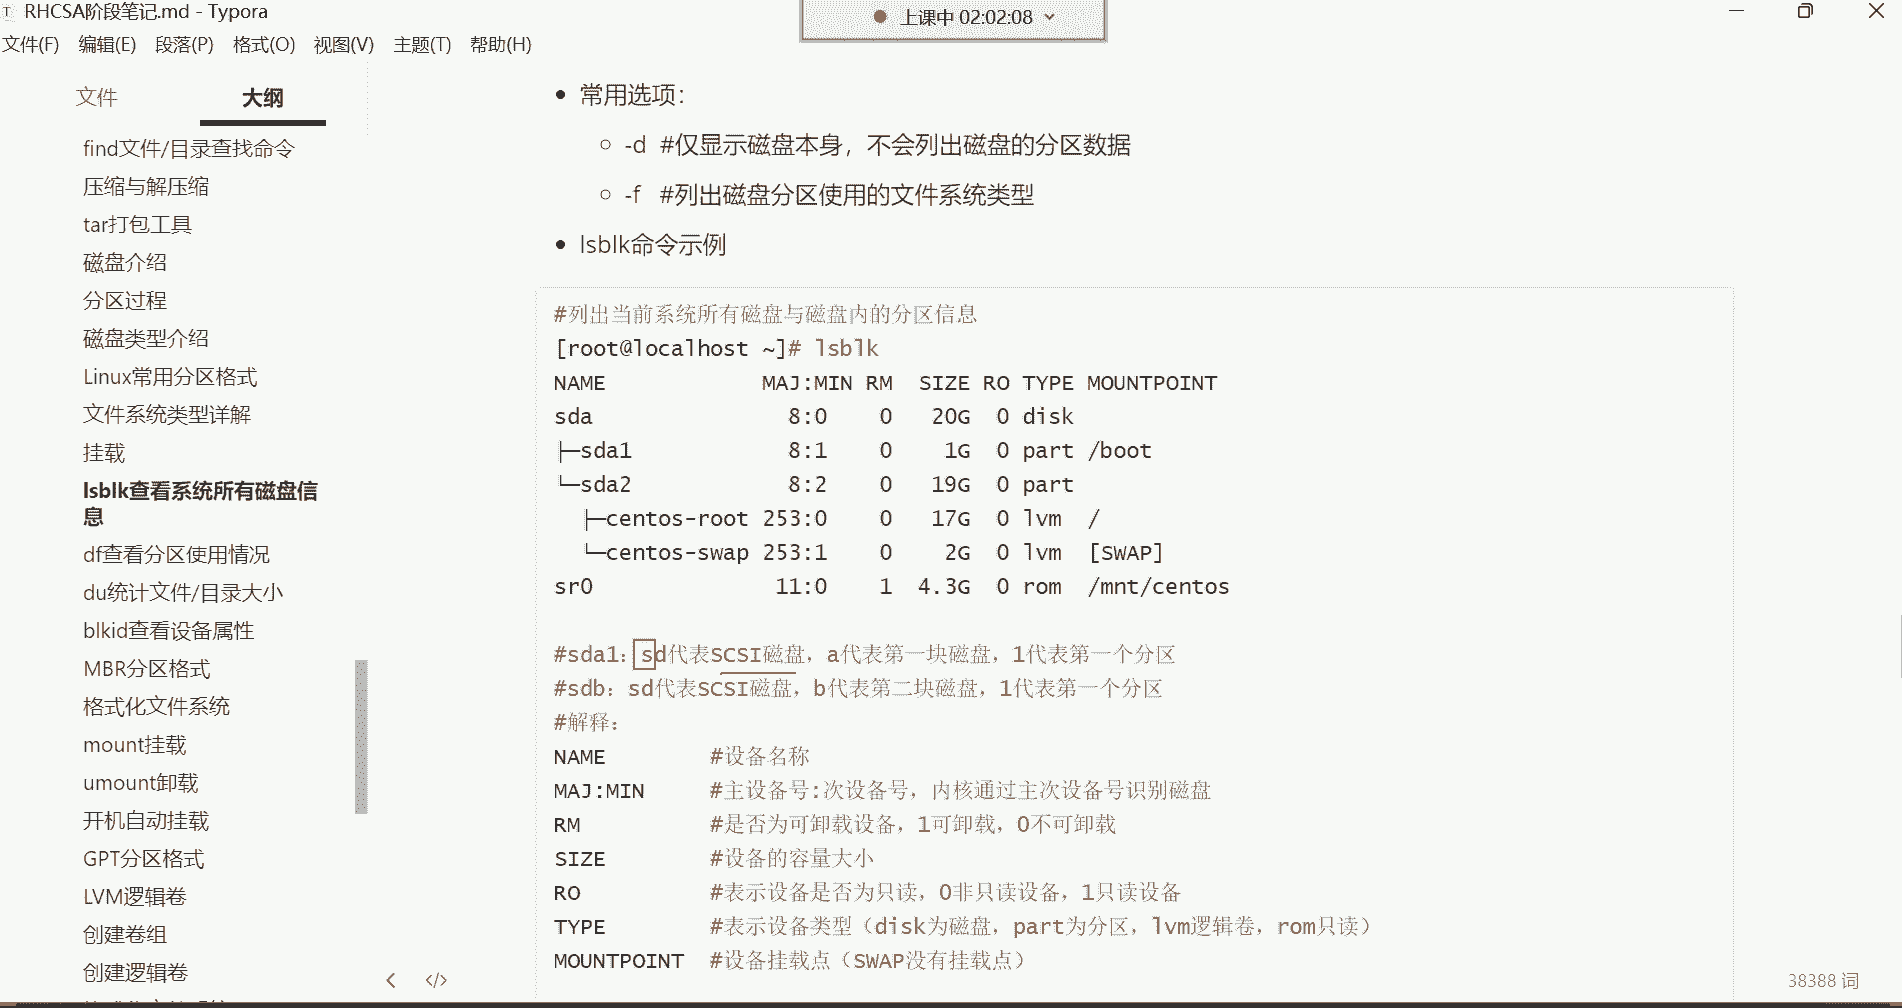 RHCSA阶段笔记.md - Typora
上课中 02:02:08
文件(F) 编辑(E) 段落(P) 格式(O) 视图(V) 主题(T) 帮助(H)
文件 大纲
find文件/目录查找命令
压缩与解压缩
tar打包工具
磁盘介绍
分区过程
磁盘类型介绍
Linux常用分区格式
文件系统类型详解
挂载
lsblk查看系统所有磁盘信
息
df查看分区使用情况
du统计文件/目录大小
blkid查看设备属性
MBR分区格式
格式化文件系统
mount挂载
umount卸载
开机自动挂载
GPT分区格式
LVM逻辑卷
创建卷组
创建逻辑卷
常用选项：
-d #仅显示磁盘本身，不会列出磁盘的分区数据
-f #列出磁盘分区使用的文件系统类型
lsblk命令示例
#列出当前系统所有磁盘与磁盘内的分区信息
[root@localhost ~]# lsblk
NAME MAJ:MIN RM SIZE RO TYPE MOUNTPOINT
sda 8:0 0 20G 0 disk
├─sda1 8:1 0 1G 0 part /boot
└─sda2 8:2 0 19G 0 part
├─centos-root 253:0 0 17G 0 lvm /
└─centos-swap 253:1 0 2G 0 lvm [SWAP]
sr0 11:0 1 4.3G 0 rom /mnt/centos
#sda1：sd代表SCSI磁盘，a代表第一块磁盘，1代表第一个分区
#sdb：sd代表SCSI磁盘，b代表第二块磁盘，1代表第一个分区
#解释：
NAME #设备名称
MAJ:MIN #主设备号:次设备号，内核通过主次设备号识别磁盘
RM #是否为可卸载设备，1可卸载，0不可卸载
SIZE #设备的容量大小
RO #表示设备是否为只读，0非只读设备，1只读设备
TYPE #表示设备类型（disk为磁盘，part为分区，lvm逻辑卷，rom只读）
MOUNTPOINT #设备挂载点（SWAP没有挂载点）
38388 词